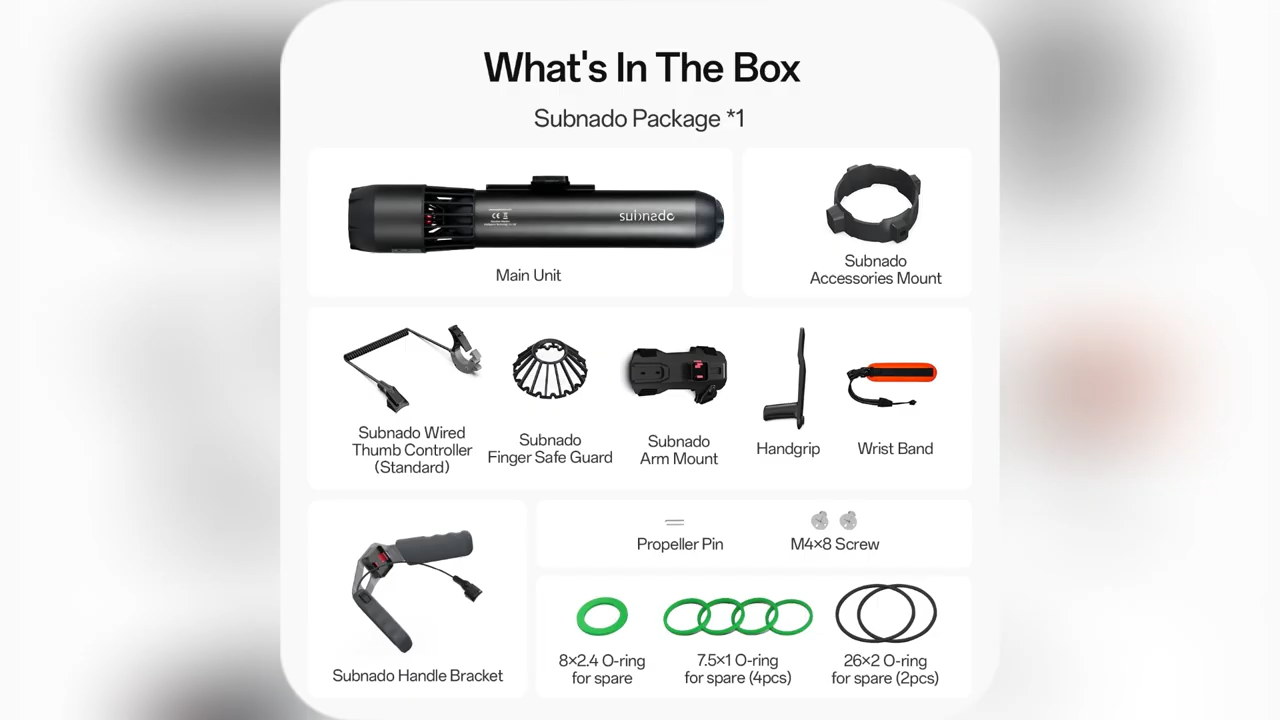 What's In The Box
Subnado Package *1
subnado
Main Unit
Subnado
Accessories Mount
Subnado Wired
Thumb Controller
(Standard)
Subnado
Finger Safe Guard
Subnado
Arm Mount
Handgrip
Wrist Band
Subnado Handle Bracket
Propeller Pin
M4×8 Screw
8×2.4 O-ring
for spare
7.5×1 O-ring
for spare (4pcs)
26×2 O-ring
for spare (2pcs)